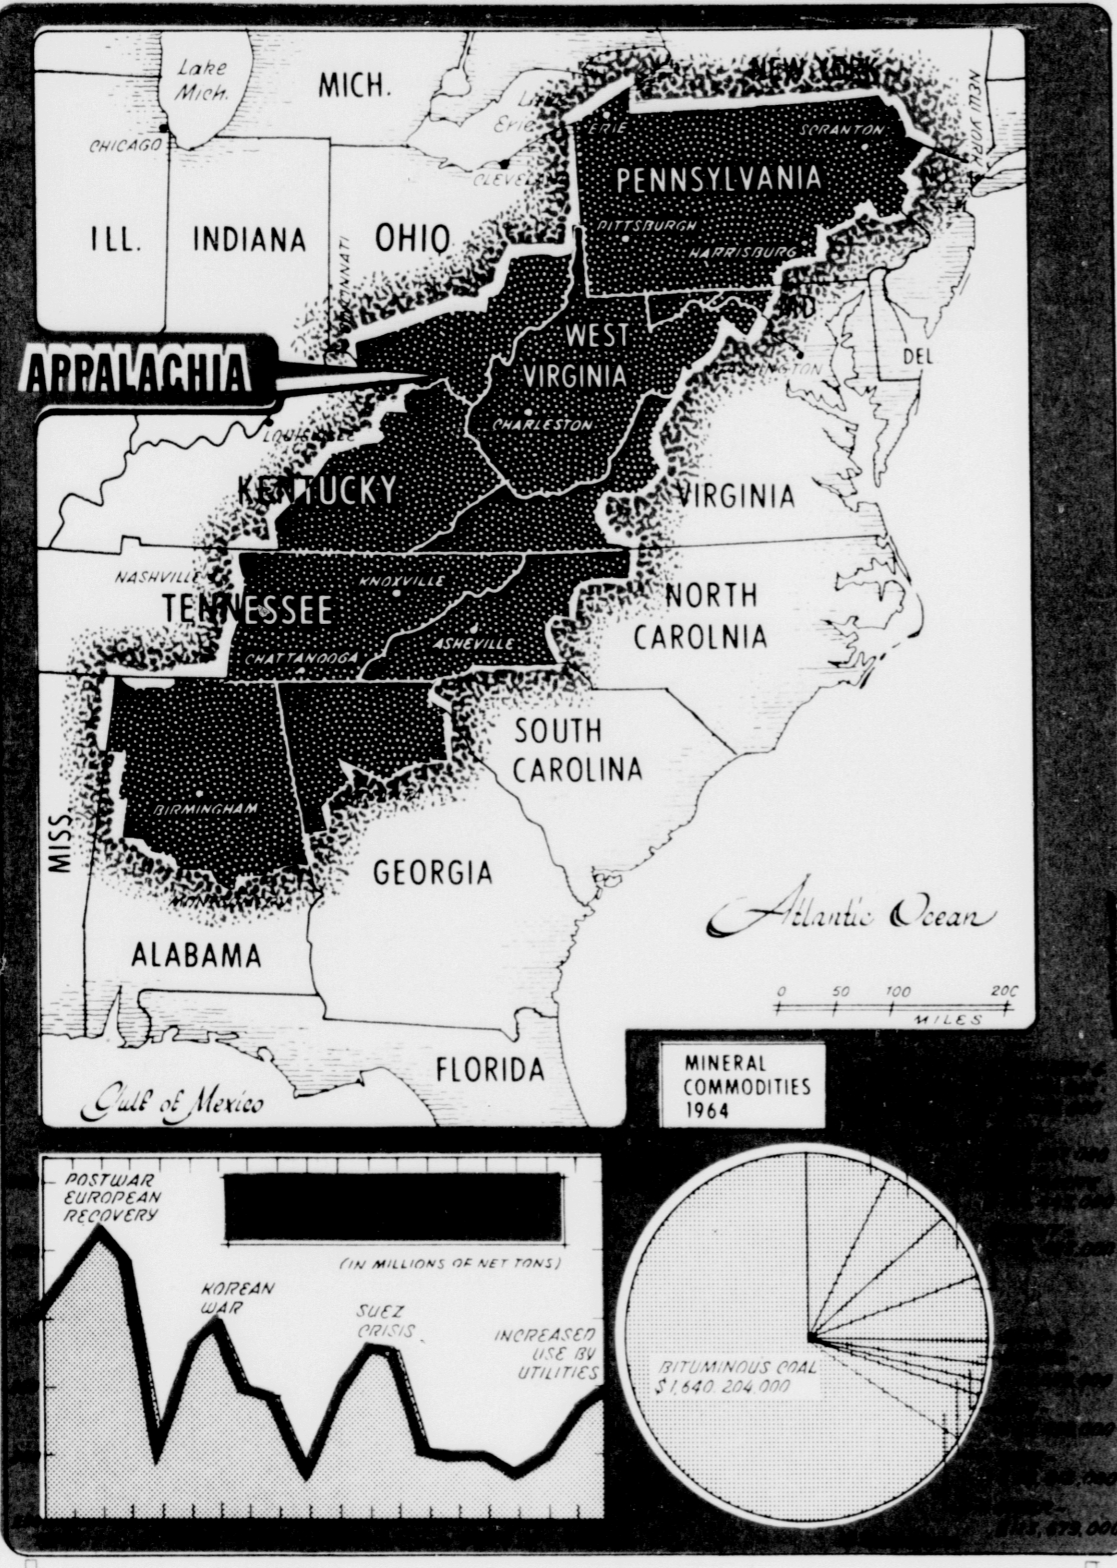 Lake
Mich.
MICH.
NEW YORK
NEW YORK
CHICAGO
Erie
ERIE
SCRANTON
PENNSYLVANIA
ILL.
INDIANA
OHIO
PITTSBURGH
HARRISBURG
WEST
VIRGINIA
DEL
APPALACHIA
CHARLESTON
LOUISVILLE
KENTUCKY
VIRGINIA
NASHVILLE
KNOXVILLE
TENNESSEE
NORTH
CAROLNIA
ASHEVILLE
CHATTANOOGA
SOUTH
CAROLINA
BIRMINGHAM
MISS.
GEORGIA
Atlantic Ocean
ALABAMA
0 50 100 200
MILES
FLORIDA
Gulf of Mexico
MINERAL
COMMODITIES
1964
POSTWAR
EUROPEAN
RECOVERY
(IN MILLIONS OF NET TONS)
KOREAN
WAR
SUEZ
CRISIS
INCREASED
USE BY
UTILITIES
BITUMINOUS COAL
$1,640,204,000